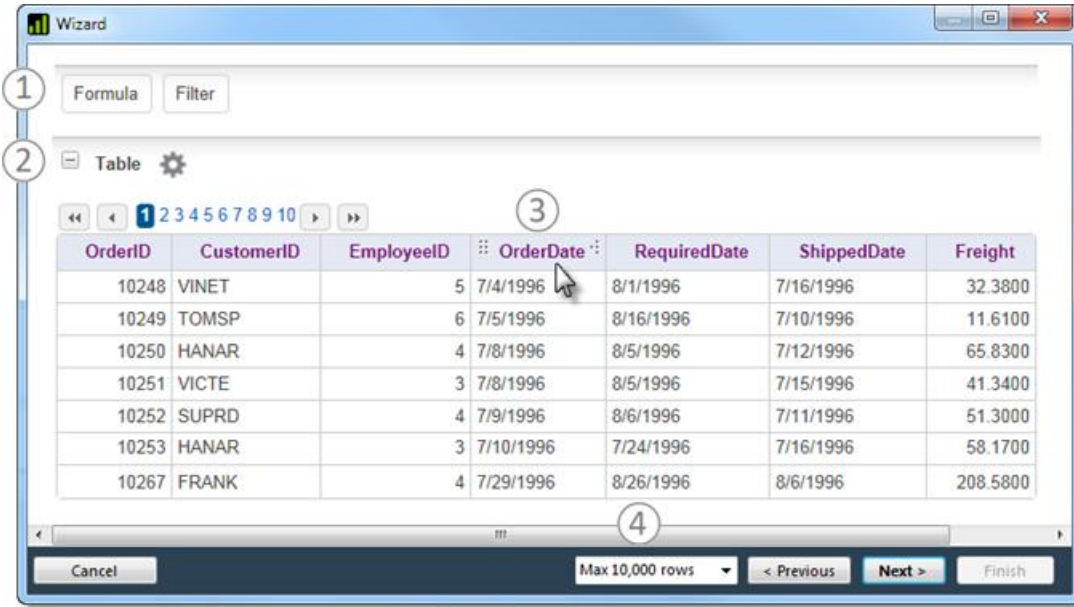 Wizard
1
Formula Filter
2
Table
3
1 2 3 4 5 6 7 8 9 10
OrderID CustomerID EmployeeID OrderDate RequiredDate ShippedDate Freight
10248 VINET 5 7/4/1996 8/1/1996 7/16/1996 32.3800
10249 TOMSP 6 7/5/1996 8/16/1996 7/10/1996 11.6100
10250 HANAR 4 7/8/1996 8/5/1996 7/12/1996 65.8300
10251 VICTE 3 7/8/1996 8/5/1996 7/15/1996 41.3400
10252 SUPRD 4 7/9/1996 8/6/1996 7/11/1996 51.3000
10253 HANAR 3 7/10/1996 7/24/1996 7/16/1996 58.1700
10267 FRANK 4 7/29/1996 8/26/1996 8/6/1996 208.5800
4
Cancel Max 10,000 rows < Previous Next > Finish